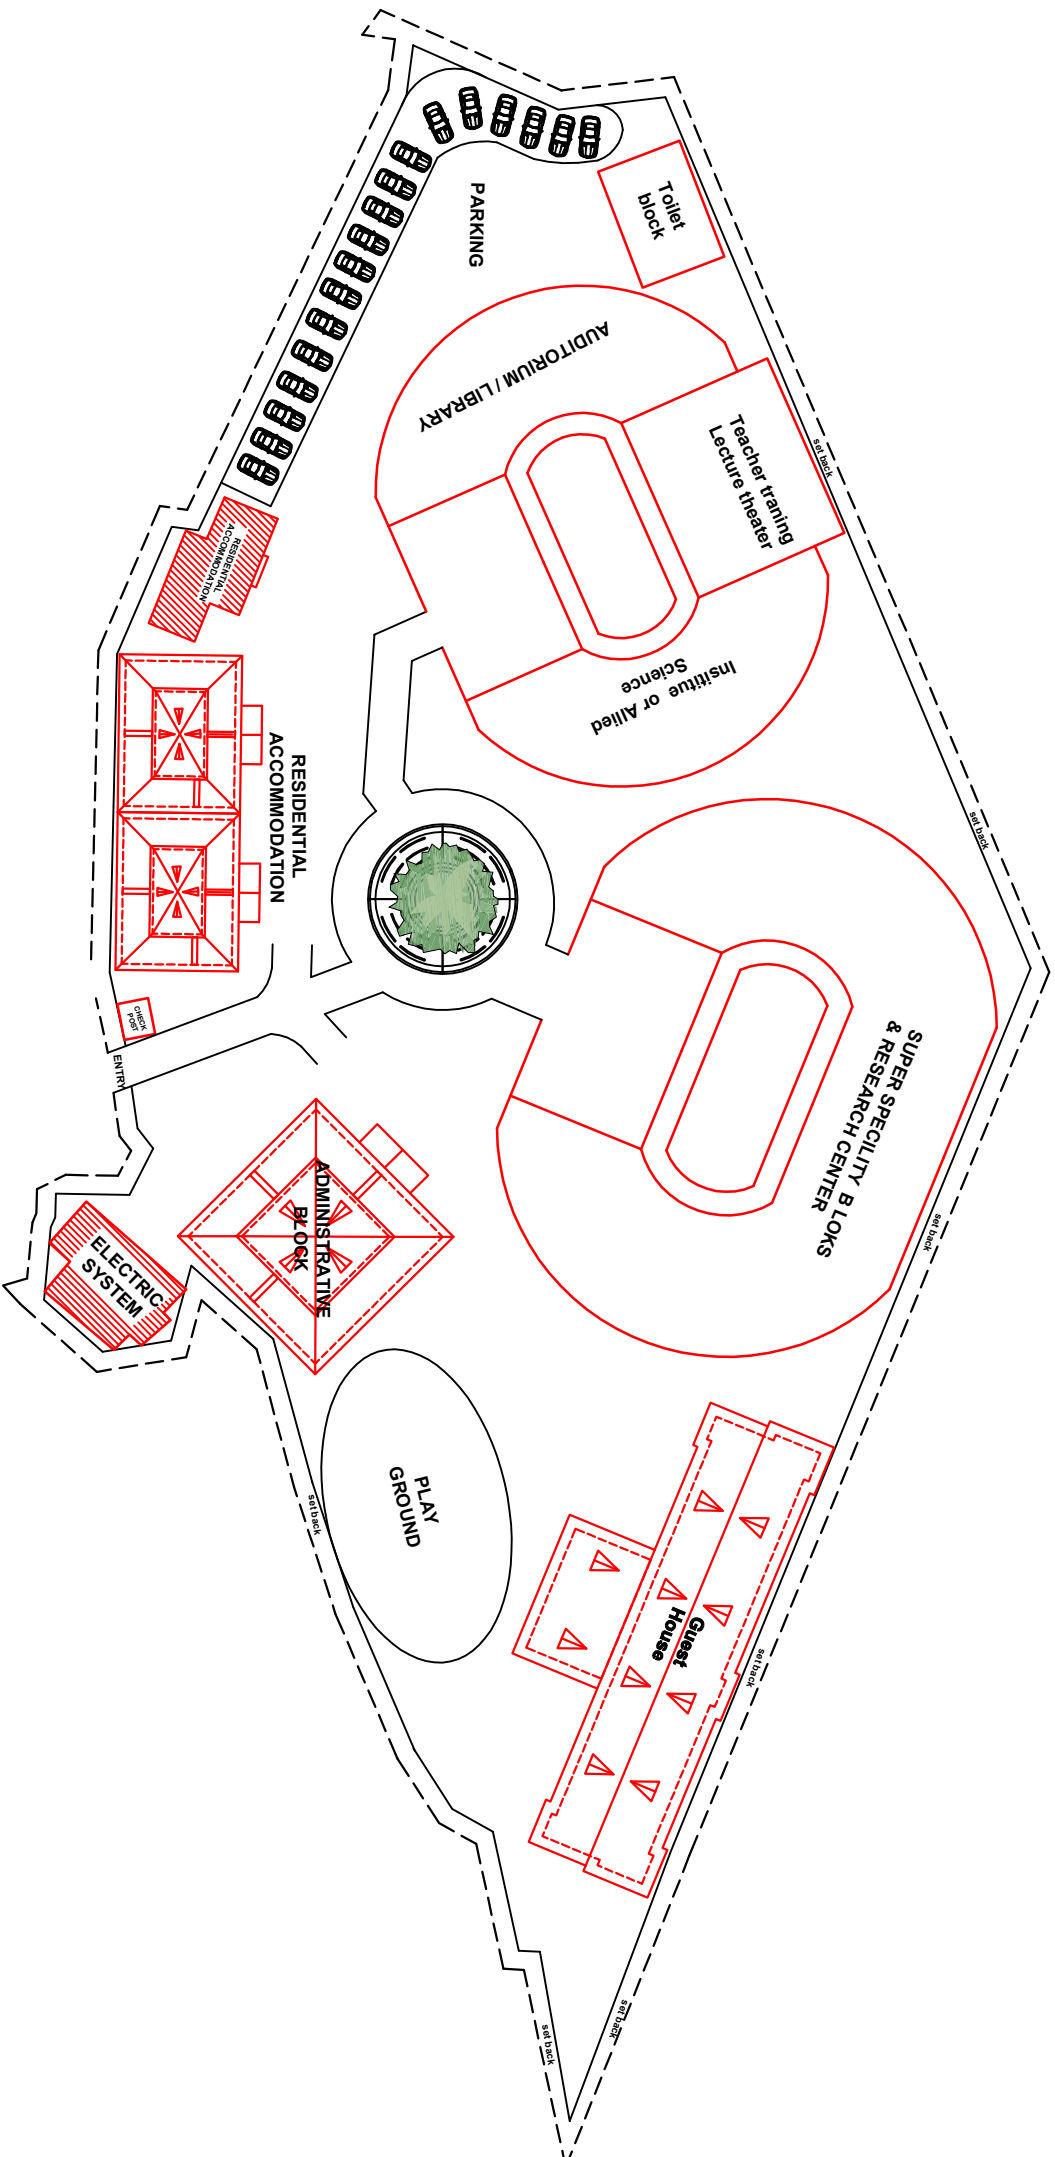 Toilet
block
PARKING
AUDITORIUM / LIBRARY
Teacher traning
Lecture theater
set back
RESIDENTIAL
ACCOMMODATION
Insititue or Allied
Science
RESIDENTIAL
ACCOMMODATION
set back
CHECK
POST
ENTRY
SUPER SPECILITY B LOKS
& RESEARCH CENTER
ADMINISTRATIVE
BLOCK
set back
ELECTRIC
SYSTEM
PLAY
GROUND
set back
Guest
House
set back
set back
set back